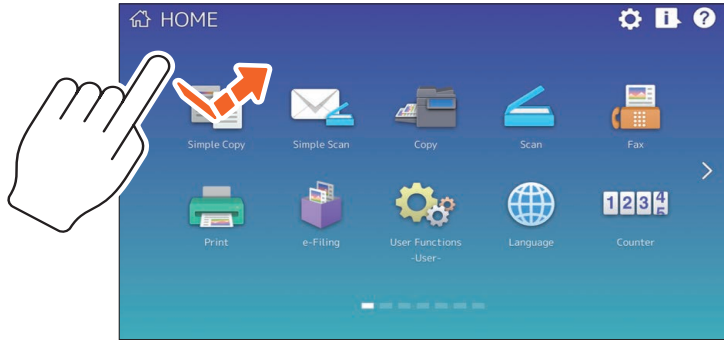 HOME
Simple Copy
Simple Scan
Copy
Scan
Fax
Print
e-Filing
User Functions
-User-
Language
Counter